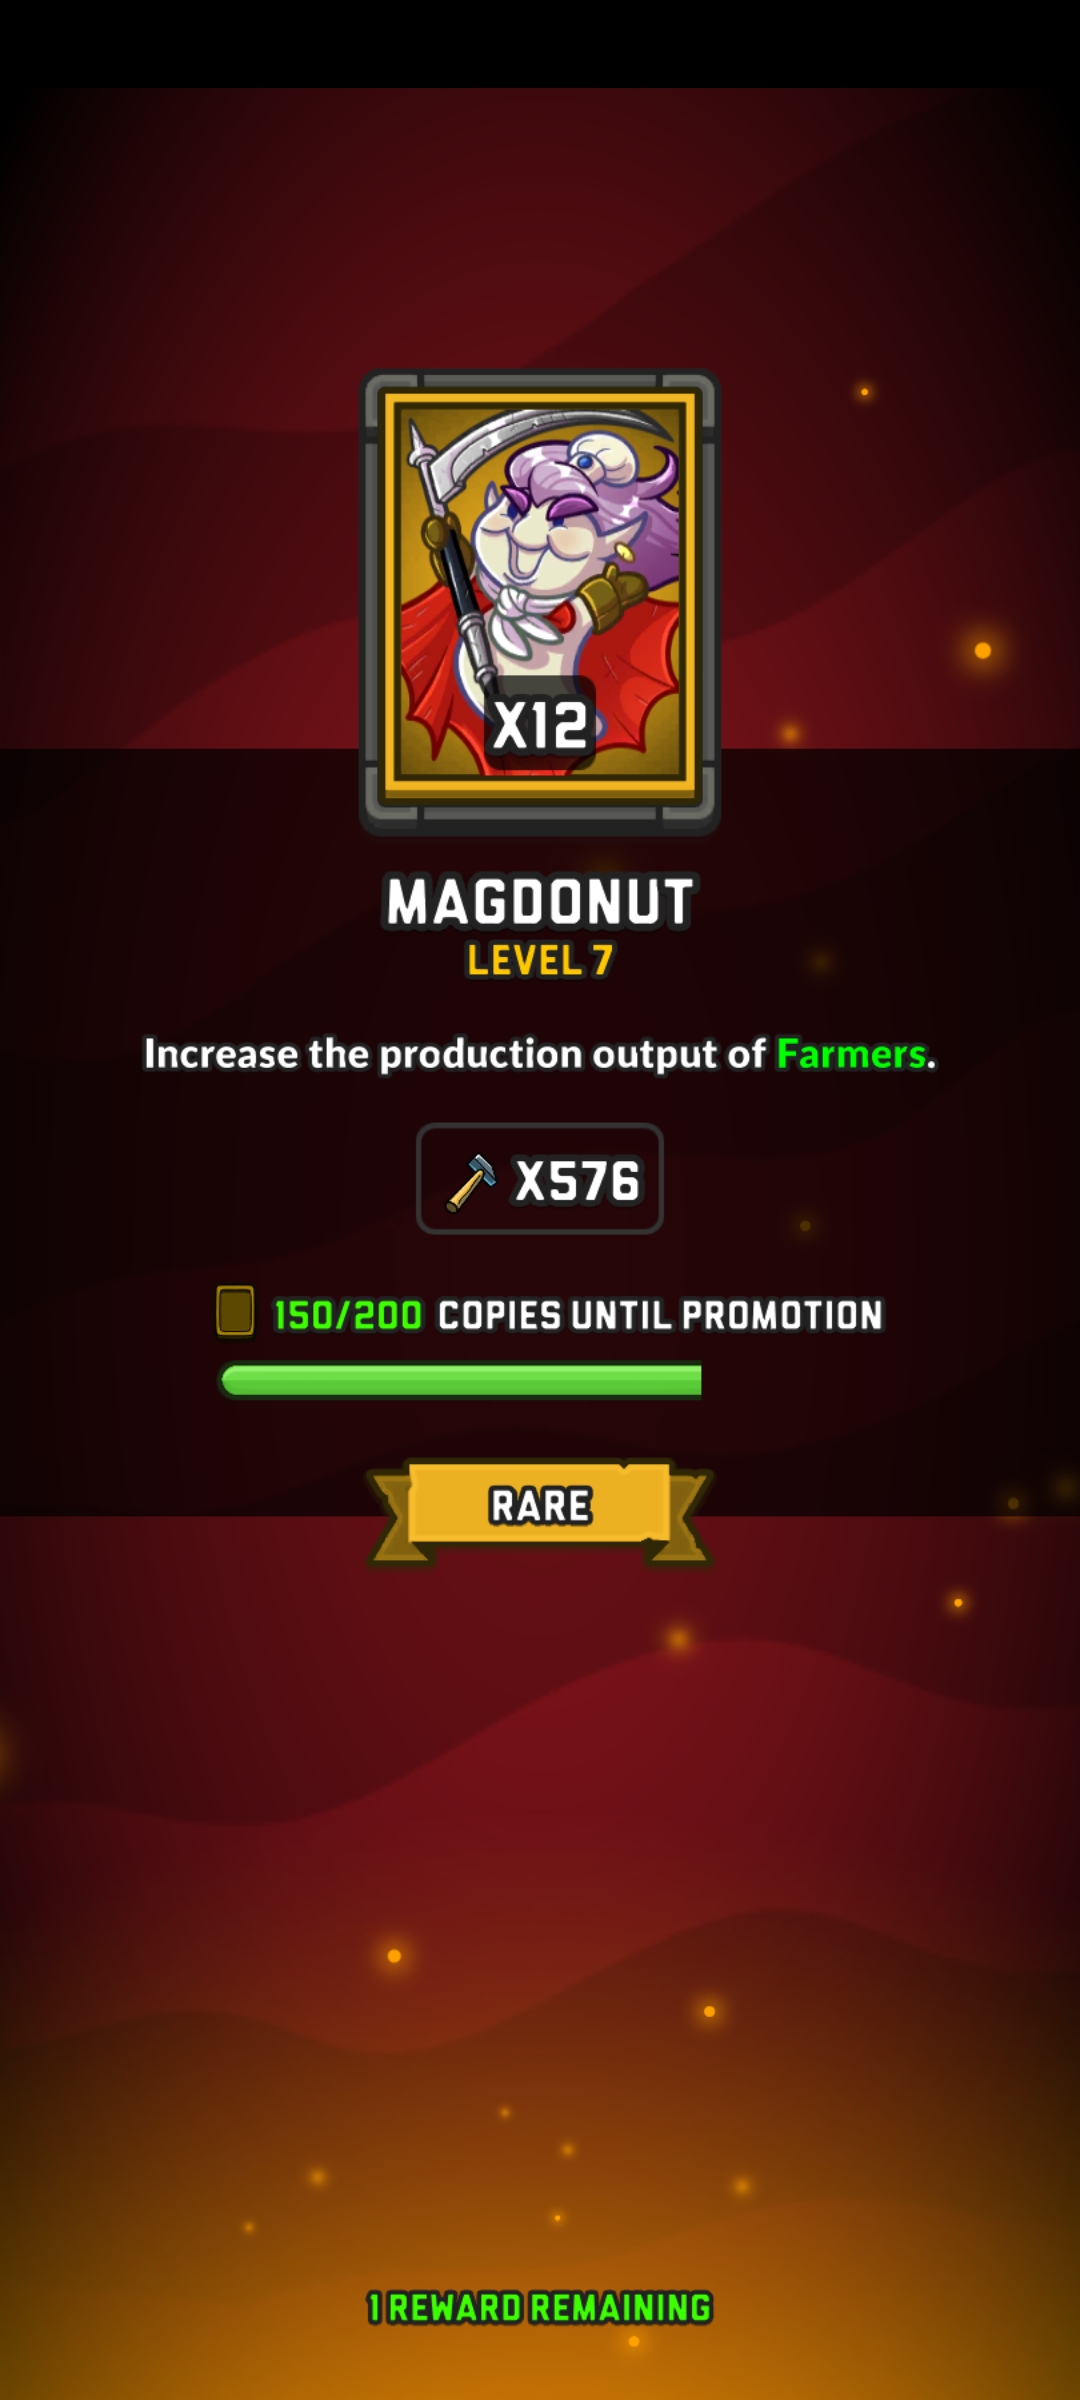 X12
MAGDONUT
LEVEL 7
Increase the production output of Farmers.
X576
150/200 COPIES UNTIL PROMOTION
RARE
1 REWARD REMAINING